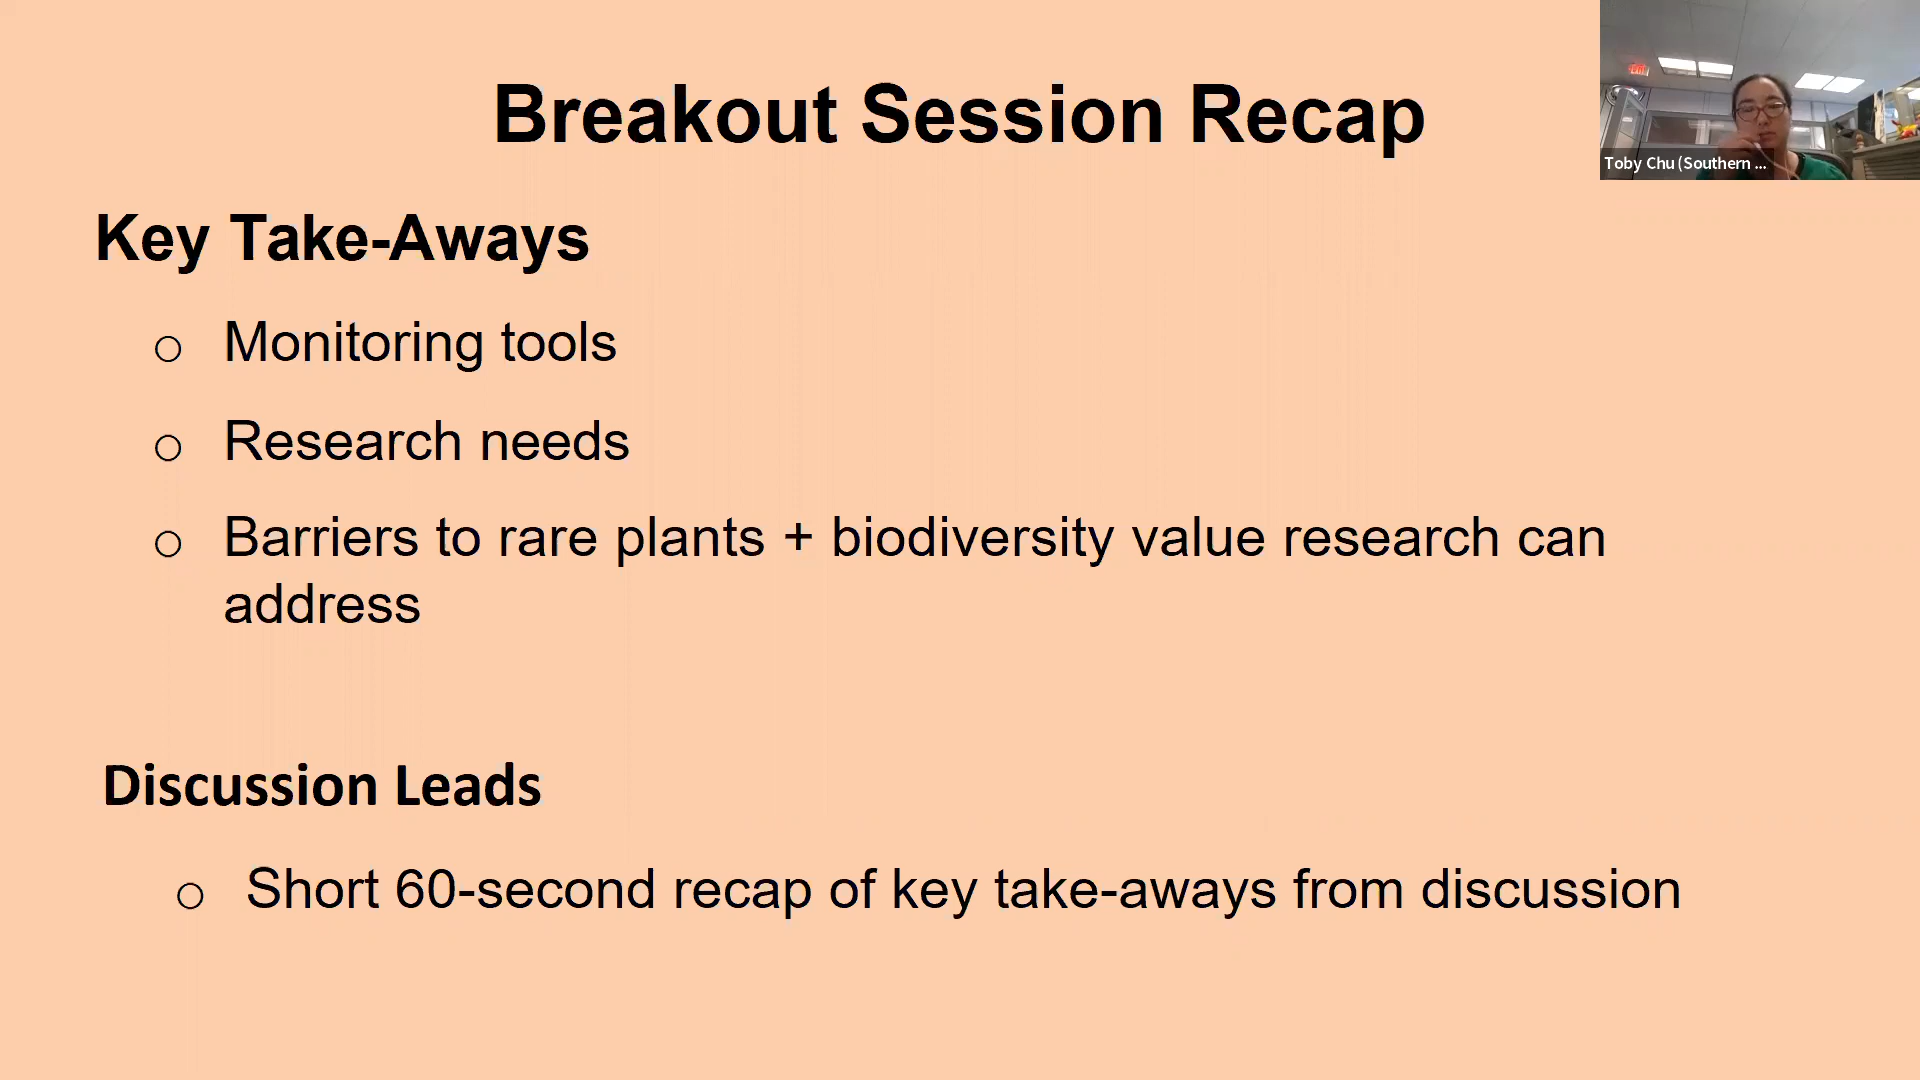 Breakout Session Recap
Toby Chu (Southern ...
Key Take-Aways
o Monitoring tools
o Research needs
o Barriers to rare plants + biodiversity value research can
address
Discussion Leads
o Short 60-second recap of key take-aways from discussion